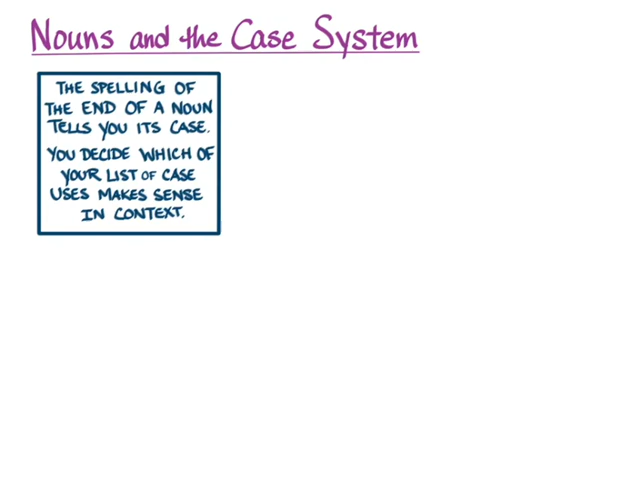 Nouns and the Case System
THE SPELLING OF
THE END OF A NOUN
TELLS YOU ITS CASE.
YOU DECIDE WHICH OF
YOUR LIST OF CASE
USES MAKES SENSE
IN CONTEXT.